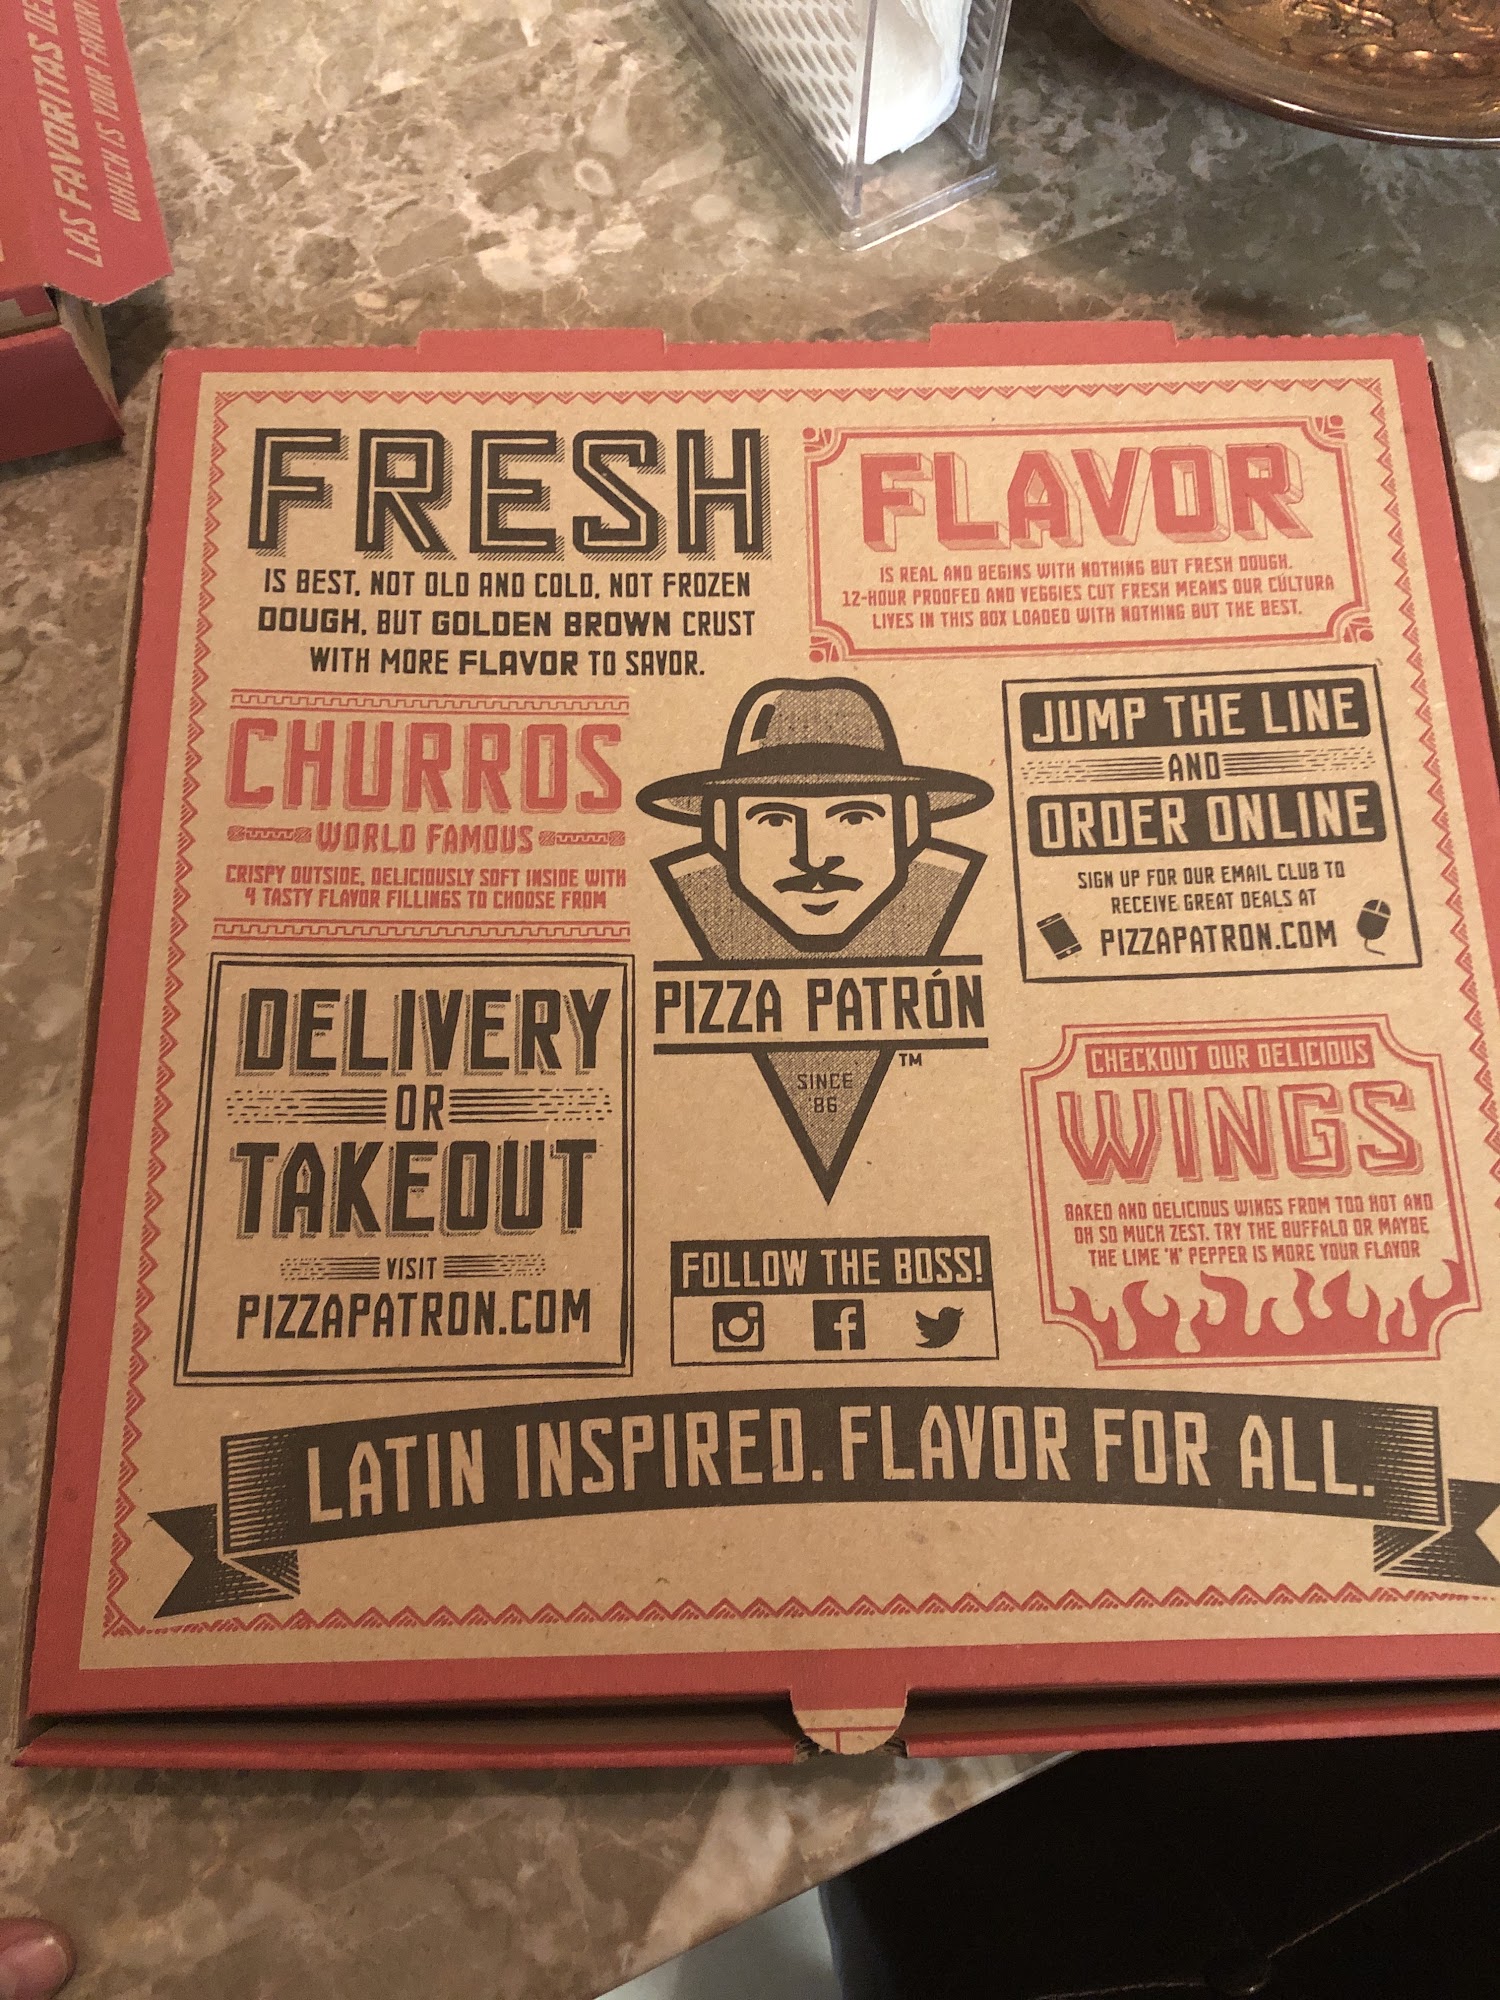 LAS FAVORITAS DE
WHICH IS YOUR FAVORI
FRESH
IS BEST, NOT OLD AND COLD, NOT FROZEN
DOUGH, BUT GOLDEN BROWN CRUST
WITH MORE FLAVOR TO SAVOR.
FLAVOR
IS REAL AND BEGINS WITH NOTHING BUT FRESH DOUGH.
12-HOUR PROOFED AND VEGGIES CUT FRESH MEANS OUR CÚLTURA
LIVES IN THIS BOX LOADED WITH NOTHING BUT THE BEST.
CHURROS
WORLD FAMOUS
CRISPY OUTSIDE, DELICIOUSLY SOFT INSIDE WITH
4 TASTY FLAVOR FILLINGS TO CHOOSE FROM
JUMP THE LINE
AND
ORDER ONLINE
SIGN UP FOR OUR EMAIL CLUB TO
RECEIVE GREAT DEALS AT
PIZZAPATRON.COM
PIZZA PATRÓN
TM
SINCE
'86
DELIVERY
OR
TAKEOUT
VISIT
PIZZAPATRON.COM
CHECKOUT OUR DELICIOUS
WINGS
BAKED AND DELICIOUS WINGS FROM TOO HOT AND
OH SO MUCH ZEST. TRY THE BUFFALO OR MAYBE
THE LIME 'N' PEPPER IS MORE YOUR FLAVOR
FOLLOW THE BOSS!
LATIN INSPIRED. FLAVOR FOR ALL.